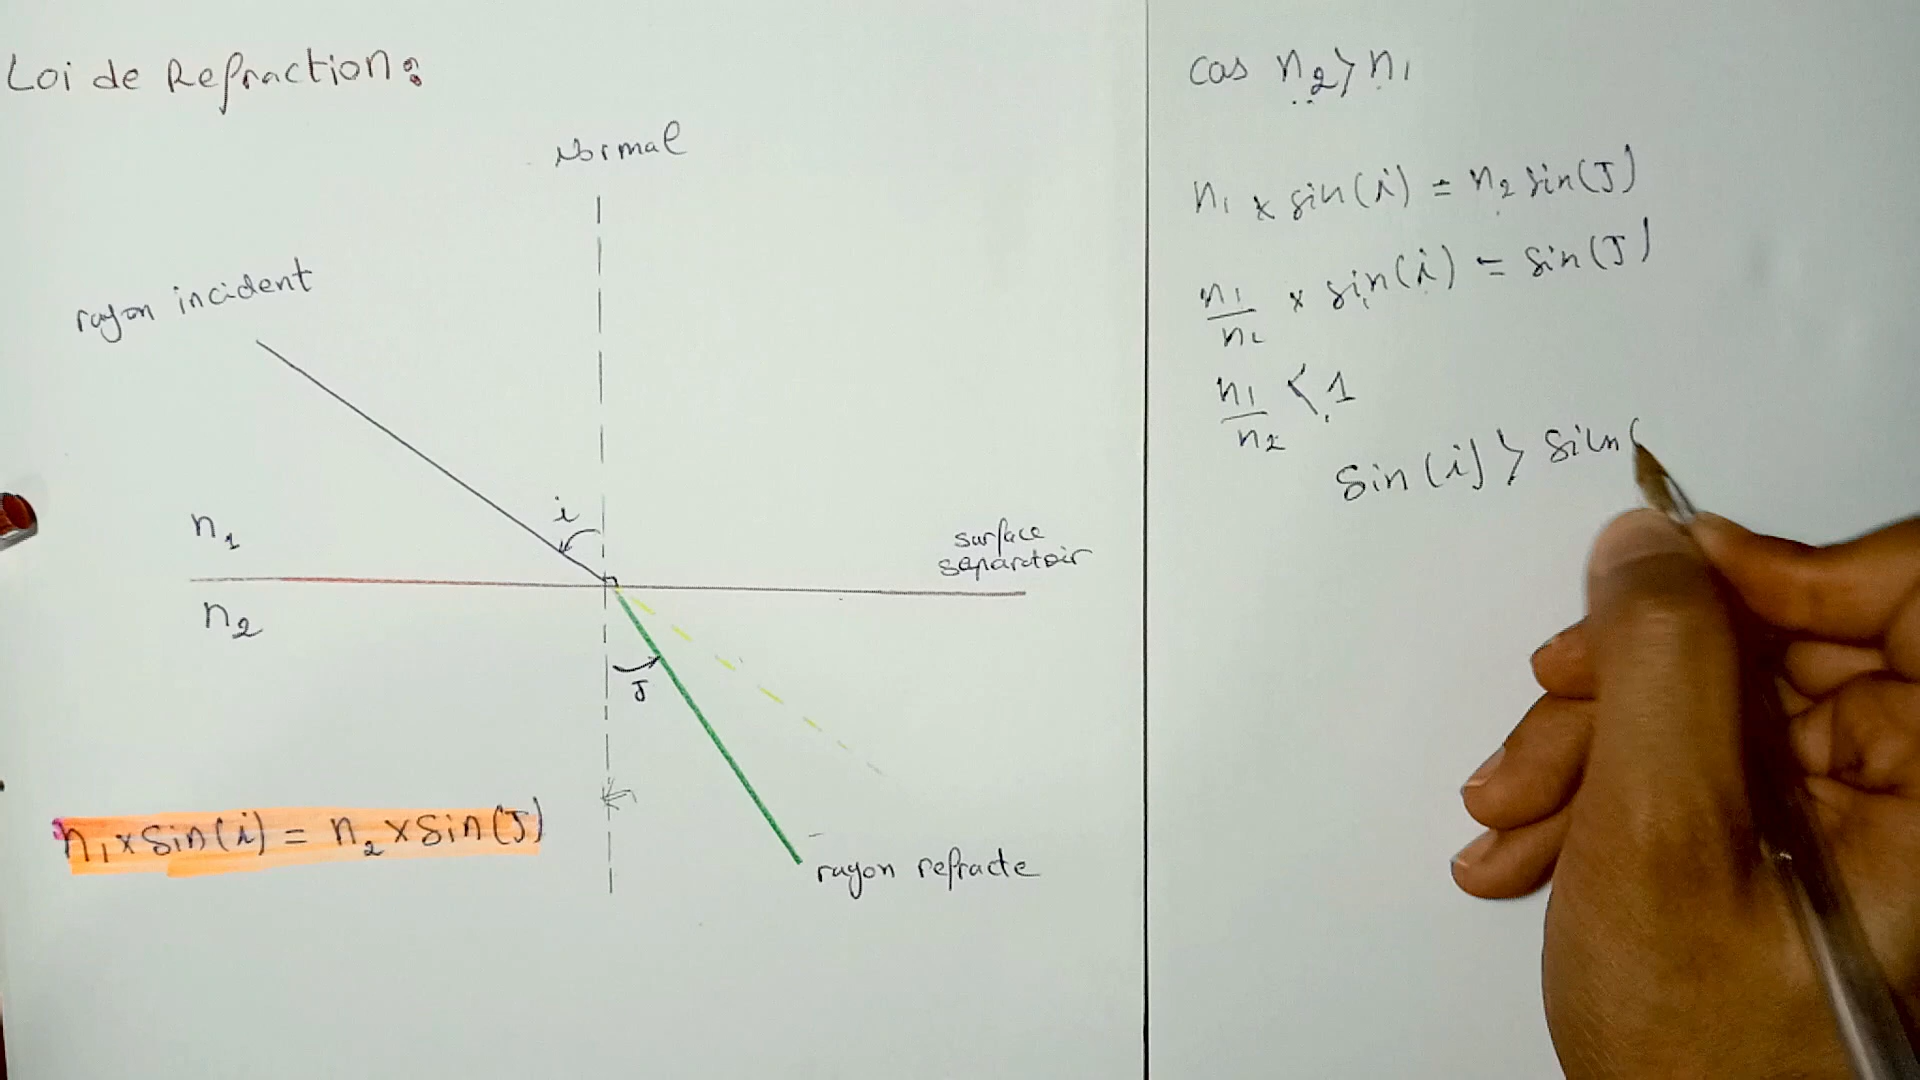 Loi de Refraction:
Normal
rayon incident
i
n1
surface
separatoir
n2
J
n1 x sin(i) = n2 x sin(J)
rayon refracte
cas n2 > n1
n1 x sin(i) = n2 sin(J)
n1/n2 x sin(i) = sin(J)
n1/n2 < 1
sin(i) > sin(